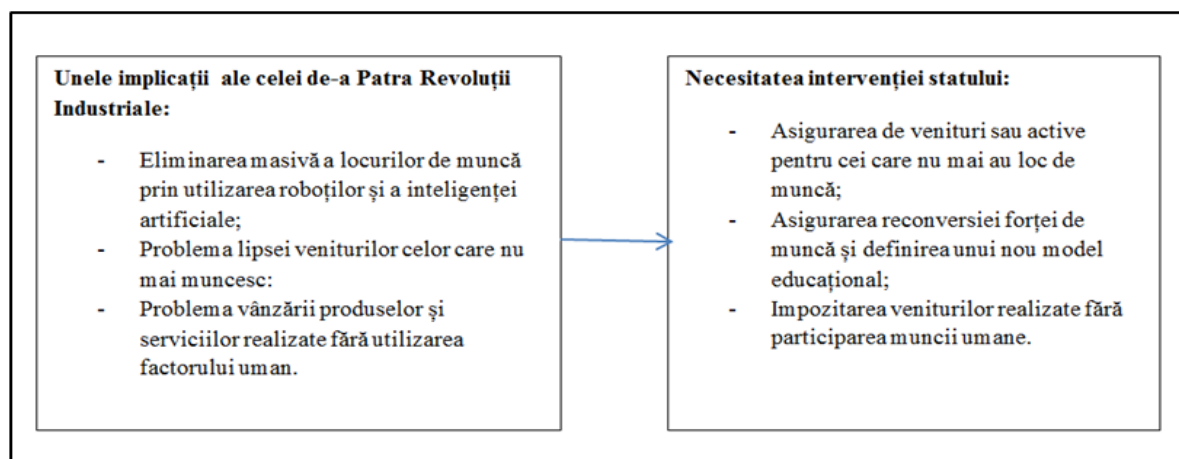 Unele implicații ale celei de-a Patra Revoluții
Industriale:
- Eliminarea masivă a locurilor de muncă
prin utilizarea roboților și a inteligenței
artificiale;
- Problema lipsei veniturilor celor care nu
mai muncesc:
- Problema vânzării produselor și
serviciilor realizate fără utilizarea
factorului uman.
Necesitatea intervenției statului:
- Asigurarea de venituri sau active
pentru cei care nu mai au loc de
muncă;
- Asigurarea reconversiei forței de
muncă și definirea unui nou model
educațional;
- Impozitarea veniturilor realizate fără
participarea muncii umane.